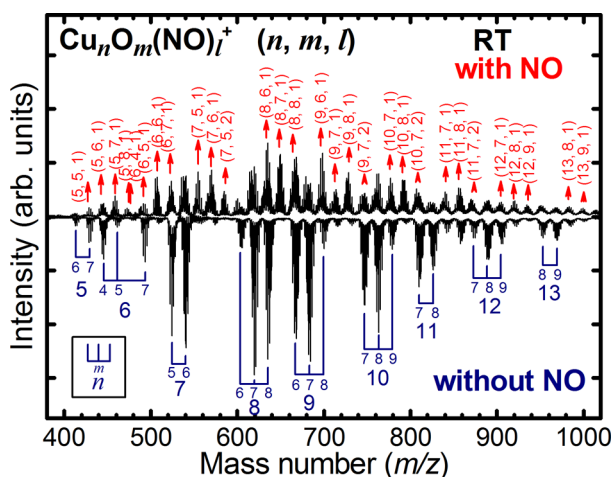 CuₙOₘ(NO)ₗ⁺ (n, m, l) RT
with NO
(5, 5, 1)
(5, 6, 1)
(5, 7, 1)
(5, 8, 1)
(6, 4, 1)
(6, 5, 1)
(6, 6, 1)
(6, 7, 1)
(7, 5, 1)
(7, 6, 1)
(7, 5, 2)
(8, 6, 1)
(8, 7, 1)
(8, 8, 1)
(9, 6, 1)
(9, 7, 1)
(9, 8, 1)
(9, 7, 2)
(10, 7, 1)
(10, 8, 1)
(10, 7, 2)
(11, 7, 1)
(11, 8, 1)
(11, 7, 2)
(12, 7, 1)
(12, 8, 1)
(12, 9, 1)
(13, 8, 1)
(13, 9, 1)
Intensity (arb. units)
6 7
5
4 5 7
6
5 6
7
6 7 8
8
6 7 8
9
7 8 9
10
7 8
11
7 8 9
12
8 9
13
m
n
without NO
400 500 600 700 800 900 1000
Mass number (m/z)